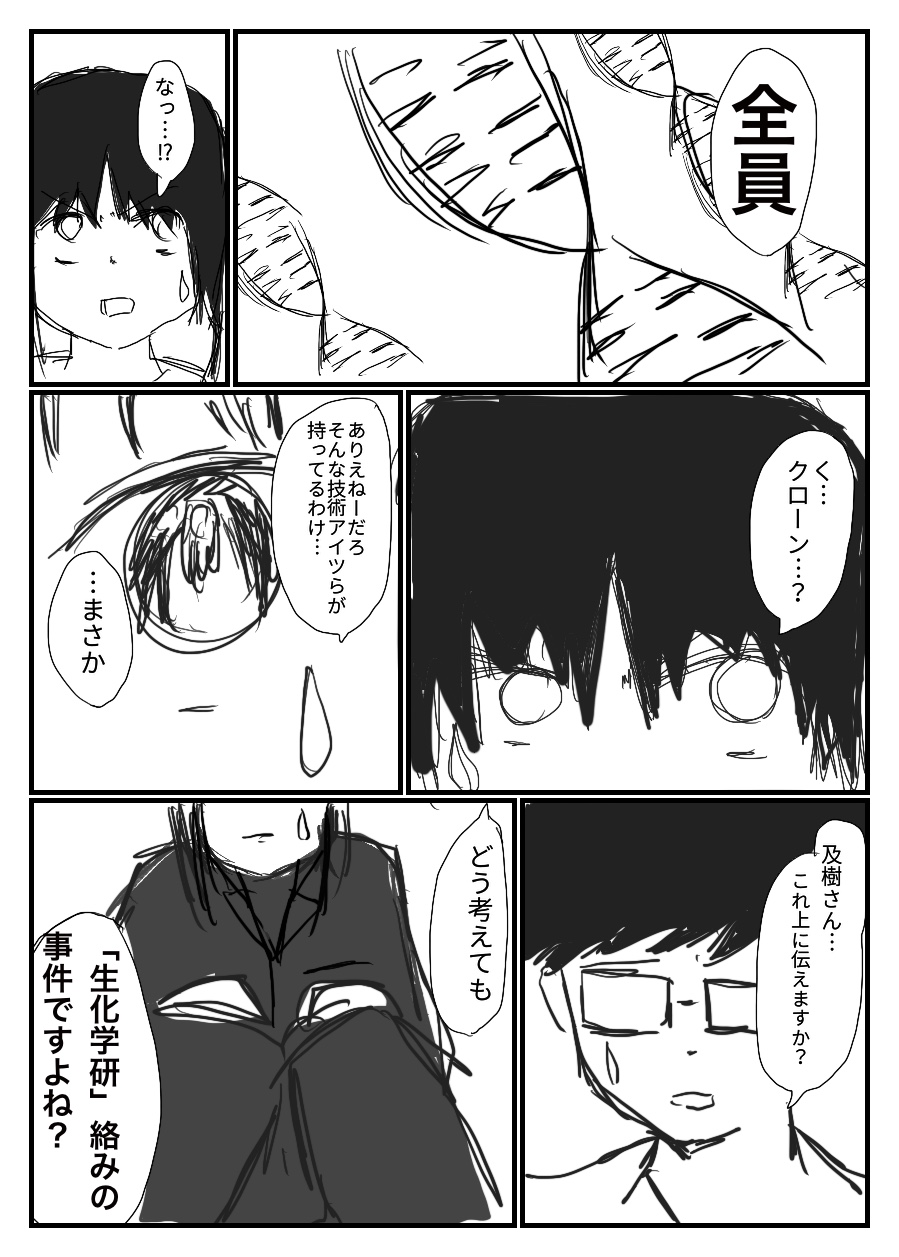 全員
なっ…!?
く…
クローン…？
ありえねーだろ
そんな技術アイツらが
持ってるわけ…
…まさか
及樹さん…
これ上に伝えますか？
どう考えても
「生化学研」絡みの
事件ですよね？